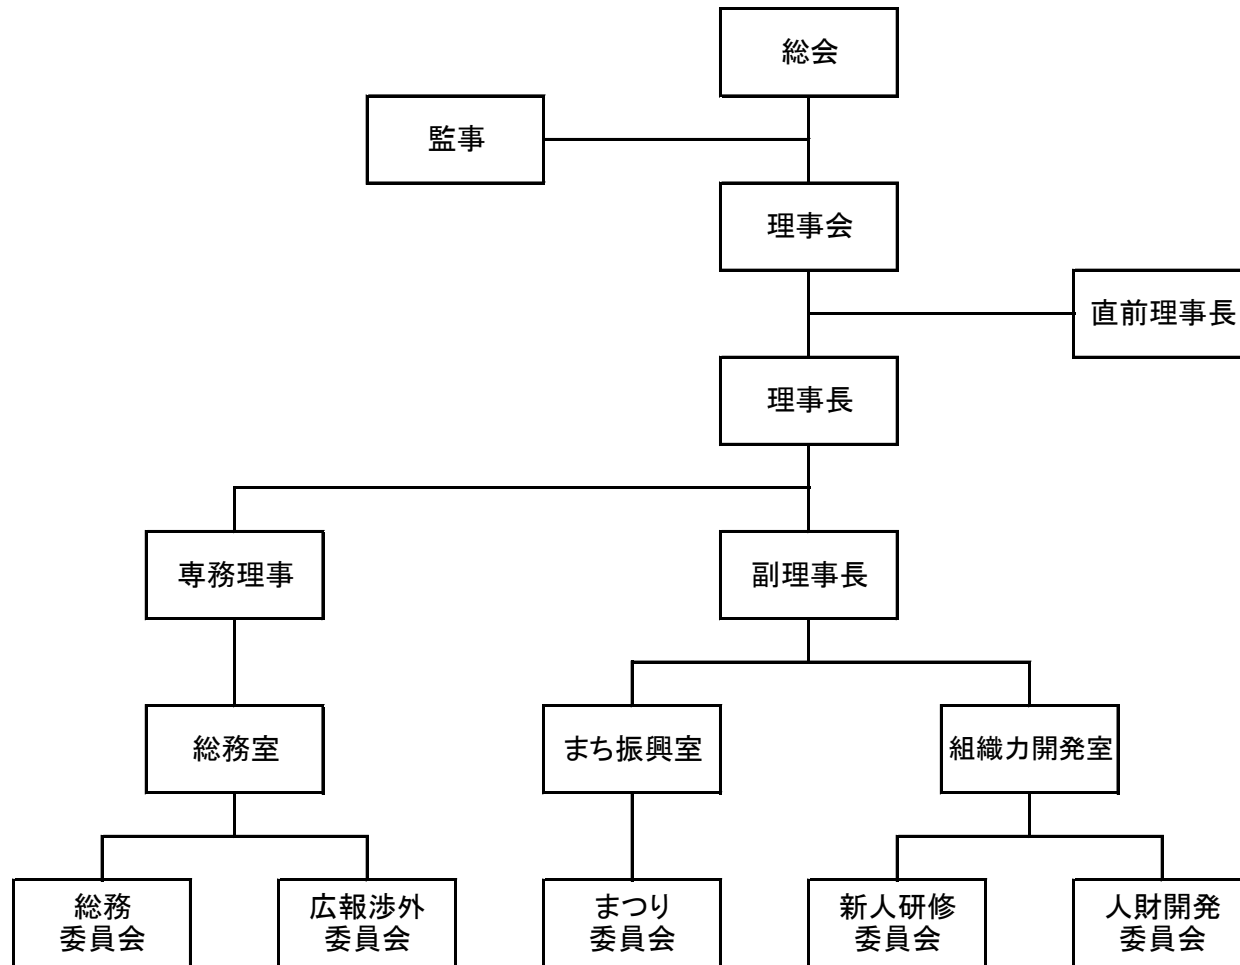 総会
監事
理事会
直前理事長
理事長
専務理事
副理事長
総務室
まち振興室
組織力開発室
総務
委員会
広報渉外
委員会
まつり
委員会
新人研修
委員会
人財開発
委員会